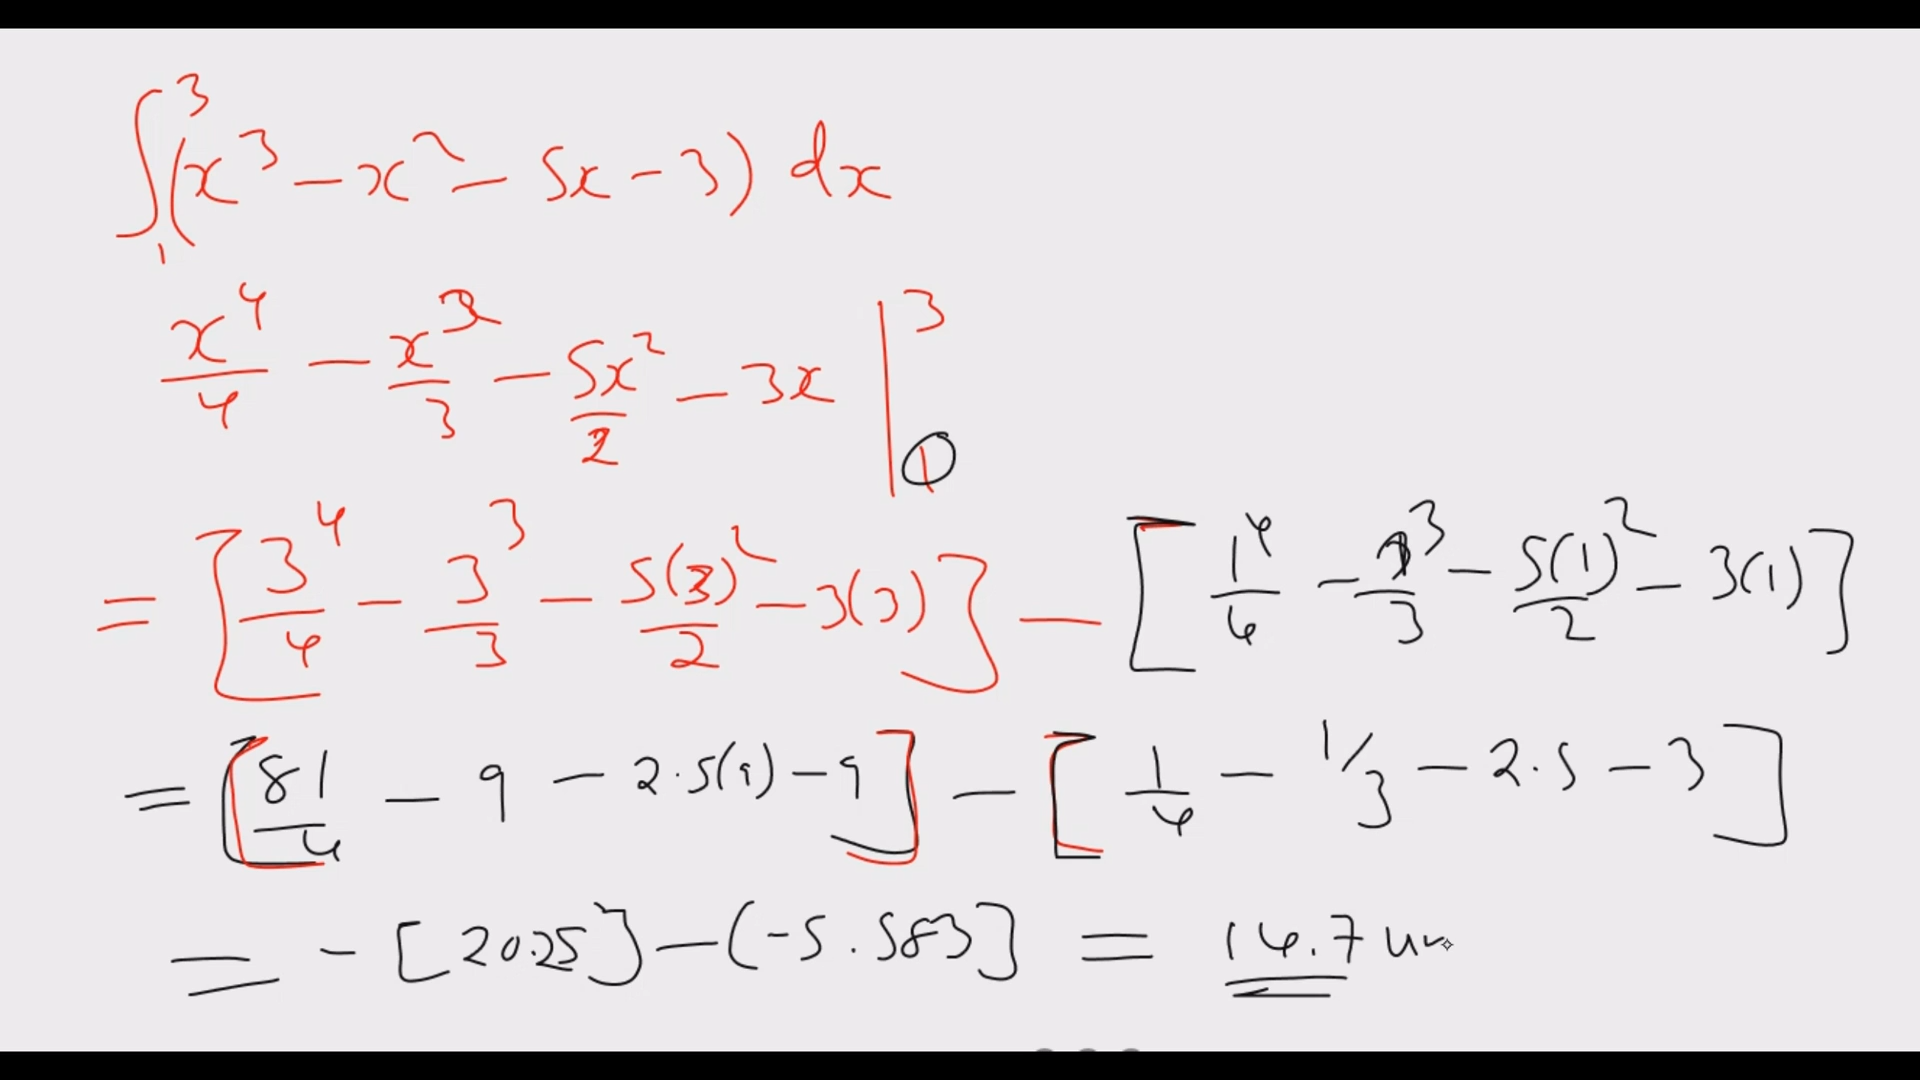 ∫₁³ (x³ - x² - 5x - 3) dx
x⁴/4 - x³/3 - 5x²/2 - 3x |₁³
= [3⁴/4 - 3³/3 - 5(3)²/2 - 3(3)] - [1⁴/4 - 1³/3 - 5(1)²/2 - 3(1)]
= [81/4 - 9 - 2.5(9) - 9] - [1/4 - 1/3 - 2.5 - 3]
= - [20.25] - (-5.583] = 14.7 un